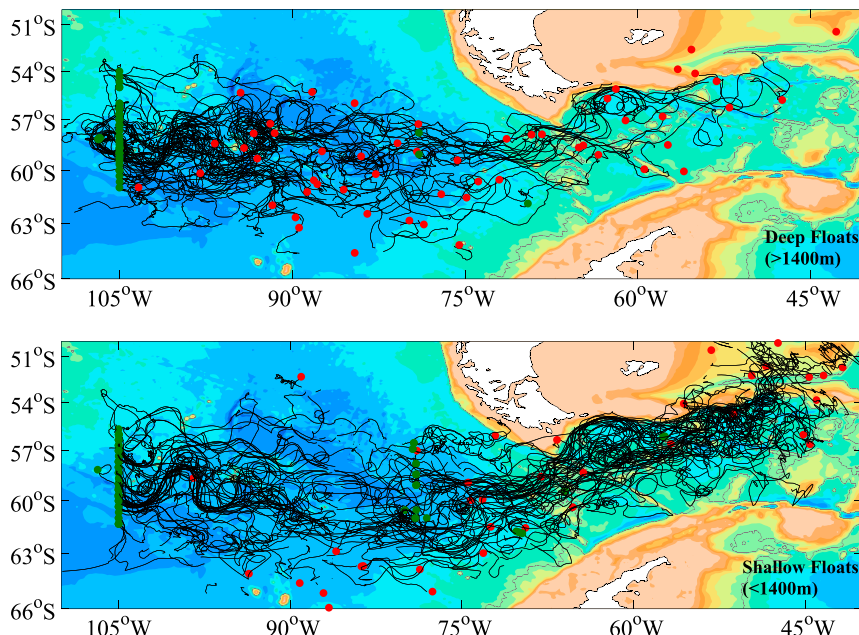 51°S
54°S
57°S
60°S
63°S
66°S
Deep Floats
(>1400m)
105°W
90°W
75°W
60°W
45°W
51°S
54°S
57°S
60°S
63°S
66°S
Shallow Floats
(<1400m)
105°W
90°W
75°W
60°W
45°W